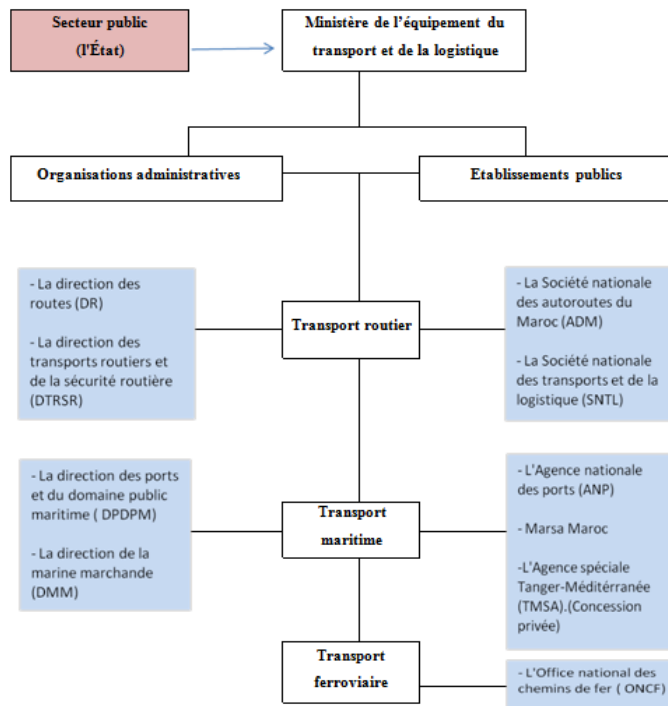 Secteur public
(l'État)
Ministère de l'équipement du
transport et de la logistique
Organisations administratives
Etablissements publics
- La direction des
routes (DR)
- La direction des
transports routiers et
de la sécurité routière
(DTRSR)
Transport routier
- La Société nationale
des autoroutes du
Maroc (ADM)
- La Société nationale
des transports et de la
logistique (SNTL)
- La direction des ports
et du domaine public
maritime ( DPDPM)
- La direction de la
marine marchande
(DMM)
Transport
maritime
- L'Agence nationale
des ports (ANP)
- Marsa Maroc
-L'Agence spéciale
Tanger-Méditérranée
(TMSA).(Concession
privée)
Transport
ferroviaire
- L'Office national des
chemins de fer ( ONCF)